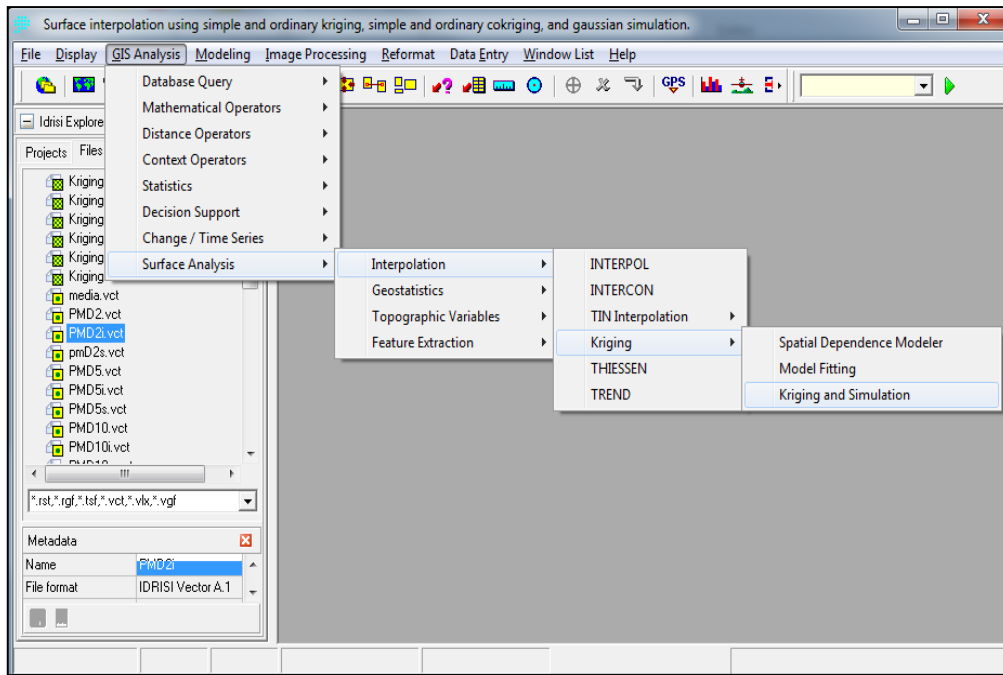 Surface interpolation using simple and ordinary kriging, simple and ordinary cokriging, and gaussian simulation.
File Display GIS Analysis Modeling Image Processing Reformat Data Entry Window List Help
GPS
Database Query
Mathematical Operators
Distance Operators
Context Operators
Statistics
Decision Support
Change / Time Series
Surface Analysis
Interpolation
Geostatistics
Topographic Variables
Feature Extraction
INTERPOL
INTERCON
TIN Interpolation
Kriging
THIESSEN
TREND
Spatial Dependence Modeler
Model Fitting
Kriging and Simulation
Idrisi Explore
Projects Files
Kriging
Kriging
Kriging
Kriging
Kriging
Kriging
media.vct
PMD2.vct
PMD2i.vct
pmD2s.vct
PMD5.vct
PMD5i.vct
PMD5s.vct
PMD10.vct
PMD10i.vct
*.rst,*.rgf,*.tsf,*.vct,*.vlx,*.vgf
Metadata
Name PMD2i
File format IDRISI Vector A.1